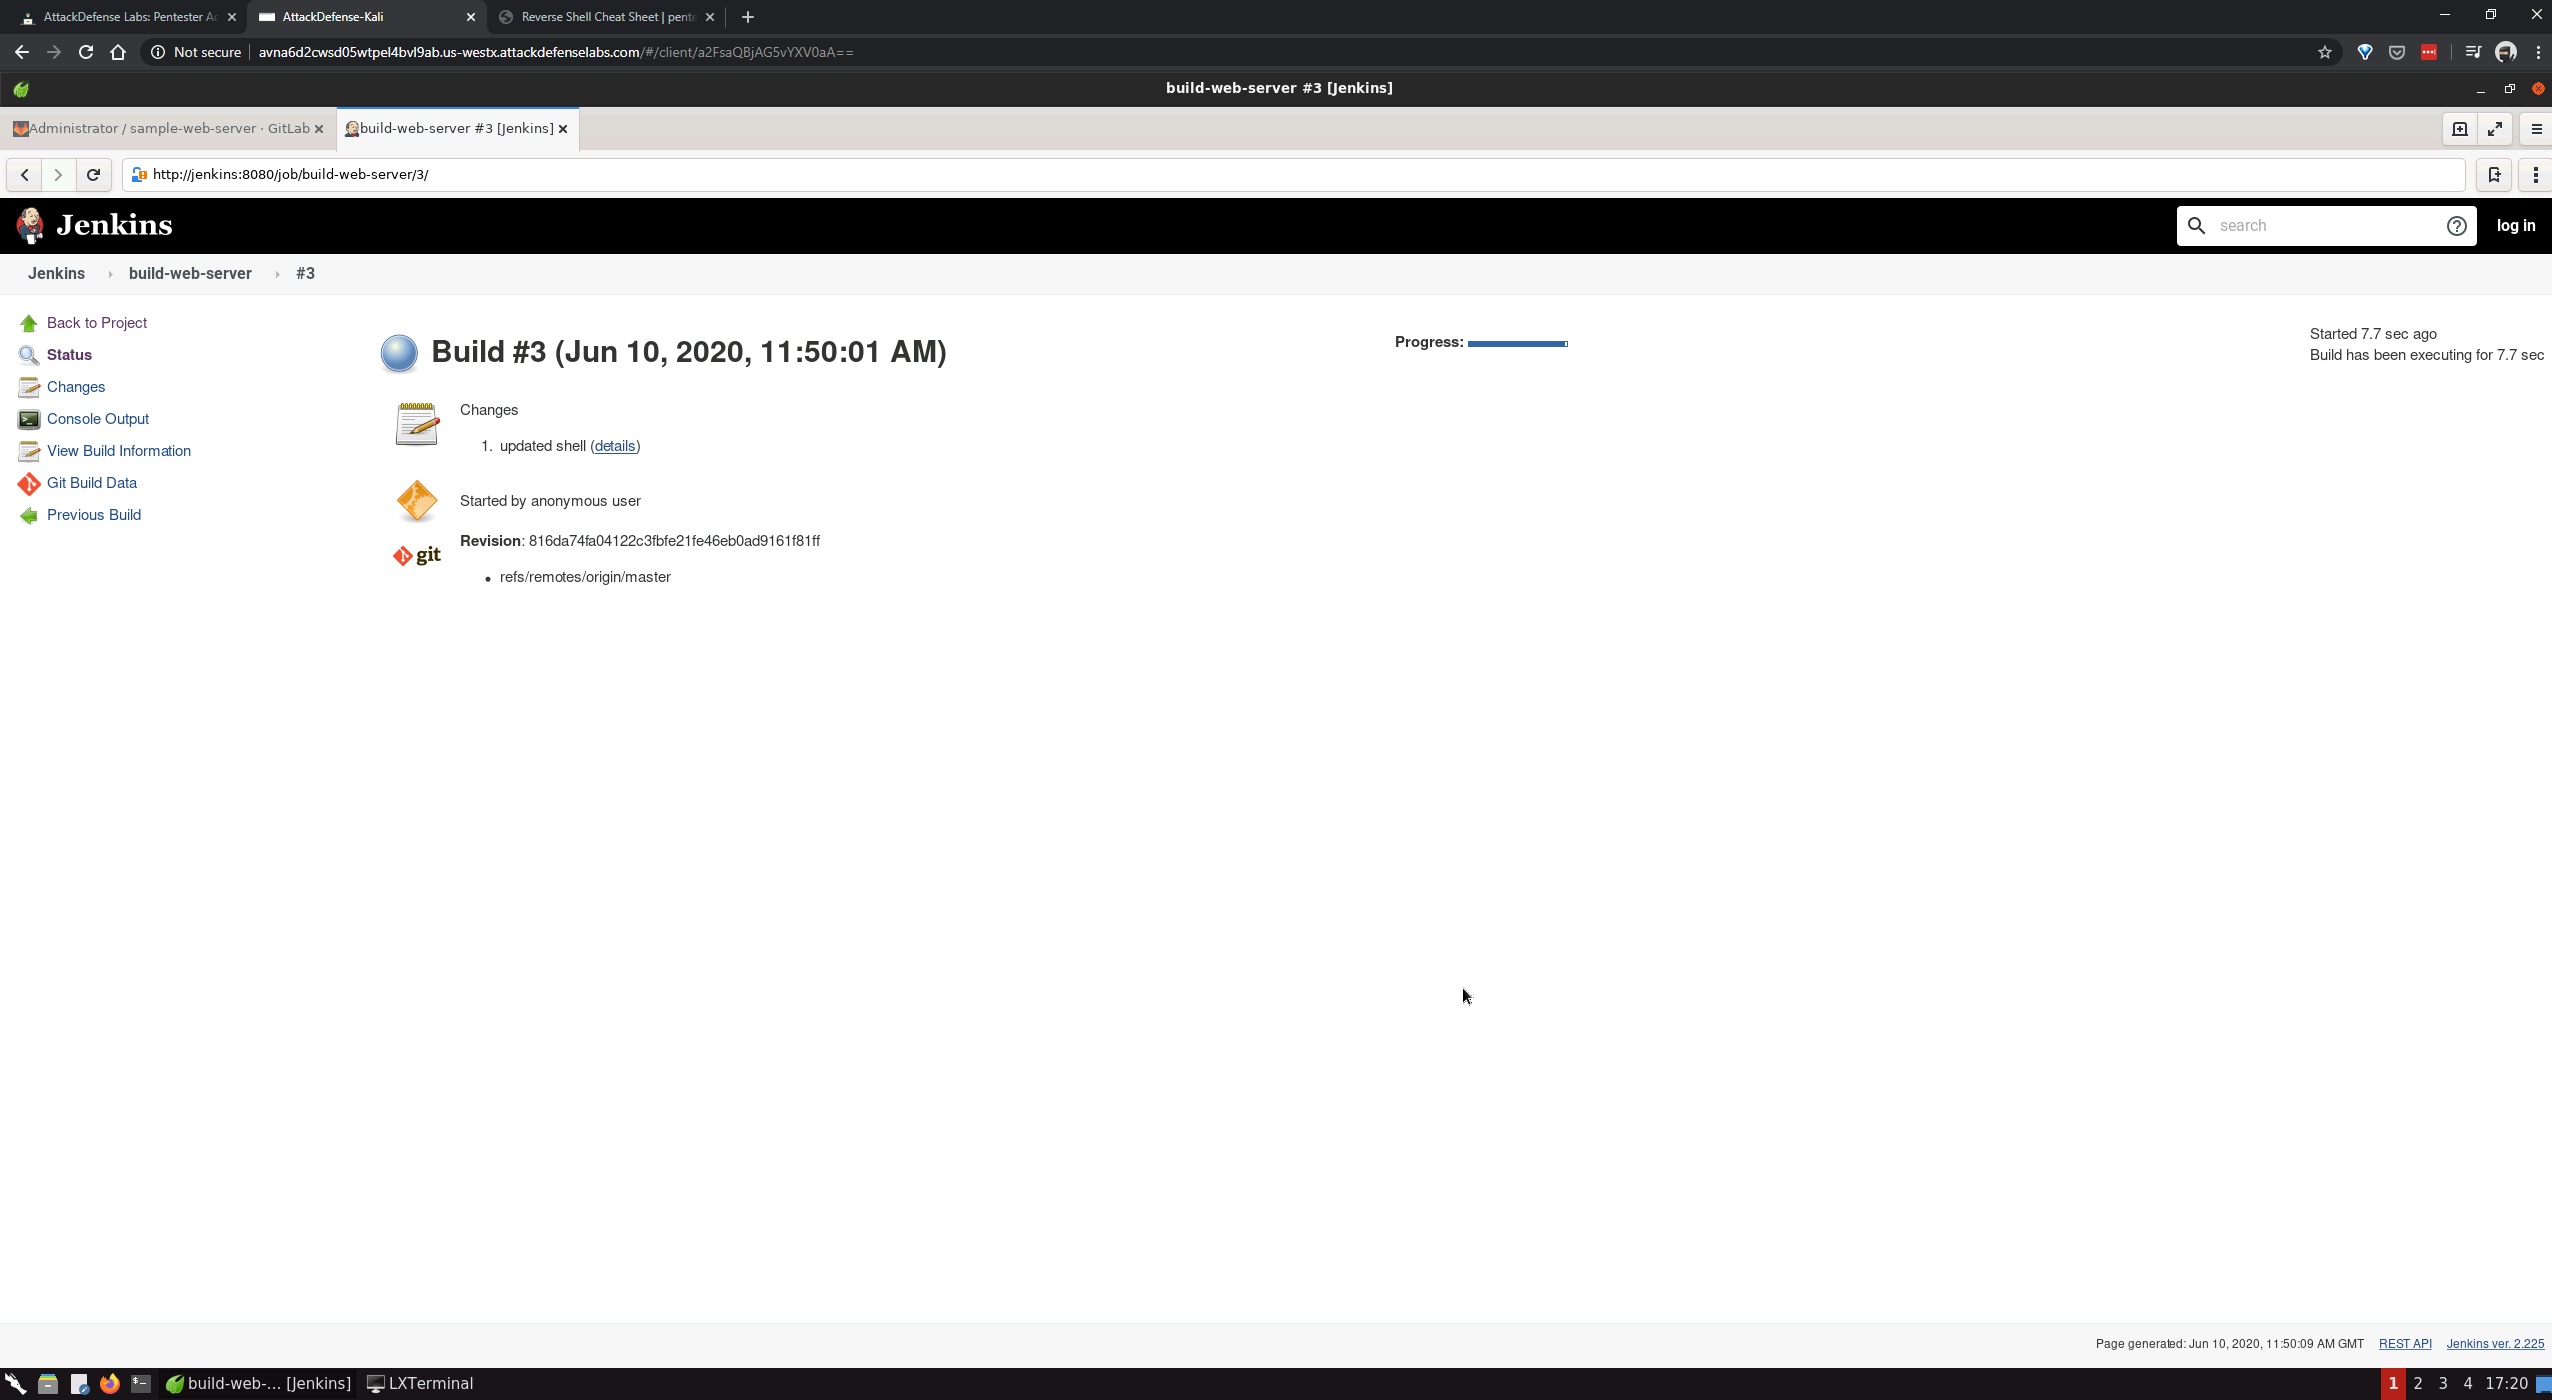 AttackDefense Labs: Pentester Ac
AttackDefense-Kali
Reverse Shell Cheat Sheet | pente
Not secure
avna6d2cwsd05wtpel4bvl9ab.us-westx.attackdefenselabs.com/#/client/a2FsaQBjAG5vYXV0aA==
build-web-server #3 [Jenkins]
Administrator / sample-web-server · GitLab
build-web-server #3 [Jenkins]
http://jenkins:8080/job/build-web-server/3/
Jenkins
search
log in
Jenkins
build-web-server
#3
Back to Project
Status
Changes
Console Output
View Build Information
Git Build Data
Previous Build
Build #3 (Jun 10, 2020, 11:50:01 AM)
Progress:
Started 7.7 sec ago
Build has been executing for 7.7 sec
Changes
1. updated shell (details)
Started by anonymous user
git
Revision: 816da74fa04122c3fbfe21fe46eb0ad9161f81ff
refs/remotes/origin/master
Page generated: Jun 10, 2020, 11:50:09 AM GMT
REST API
Jenkins ver. 2.225
build-web-... [Jenkins]
LXTerminal
1 2 3 4 17:20